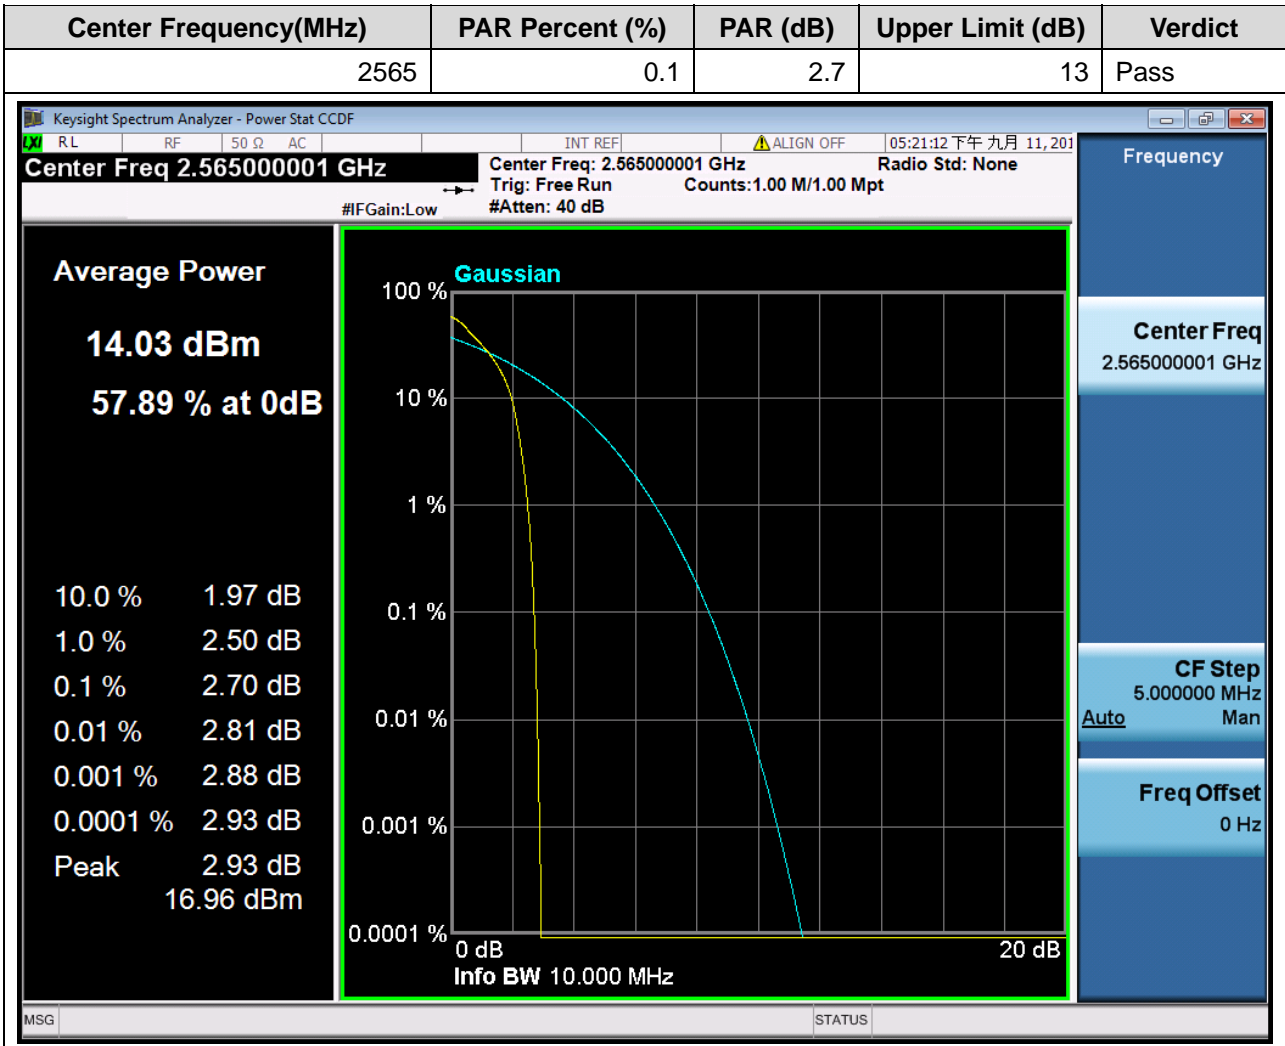 Center Frequency(MHz) PAR Percent (%) PAR (dB) Upper Limit (dB) Verdict
2565 0.1 2.7 13 Pass
Keysight Spectrum Analyzer - Power Stat CCDF
LXI RL RF 50 Ω AC INT REF ALIGN OFF 05:21:12 下午 九月 11, 201
Center Freq 2.565000001 GHz
Center Freq: 2.565000001 GHz Radio Std: None
Trig: Free Run Counts:1.00 M/1.00 Mpt
#IFGain:Low #Atten: 40 dB
Frequency
Average Power
14.03 dBm
57.89 % at 0dB
10.0 % 1.97 dB
1.0 % 2.50 dB
0.1 % 2.70 dB
0.01 % 2.81 dB
0.001 % 2.88 dB
0.0001 % 2.93 dB
Peak 2.93 dB
16.96 dBm
Gaussian
100 %
10 %
1 %
0.1 %
0.01 %
0.001 %
0.0001 %
0 dB 20 dB
Info BW 10.000 MHz
Center Freq
2.565000001 GHz
CF Step
5.000000 MHz
Auto Man
Freq Offset
0 Hz
MSG STATUS